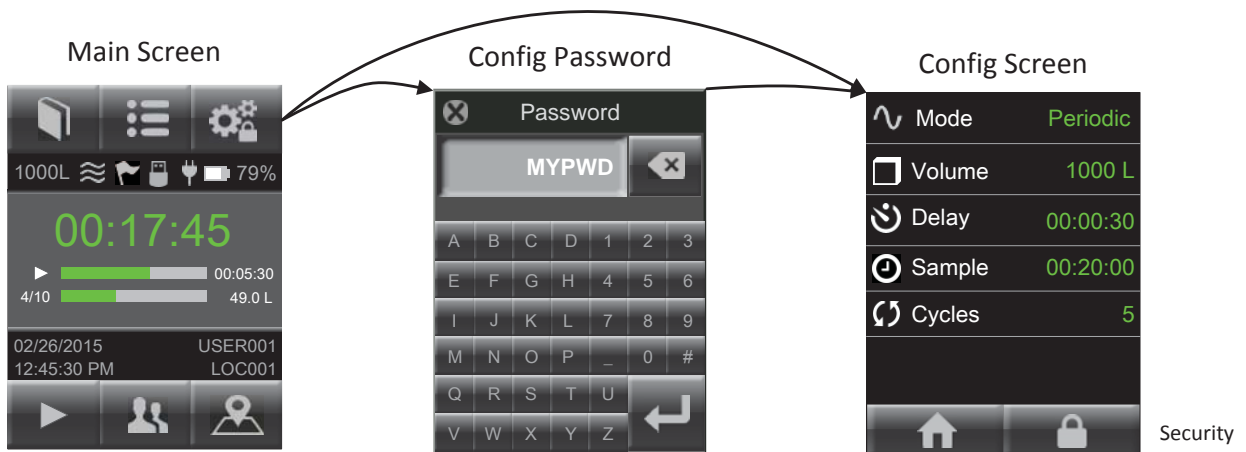 Main Screen
1000L 79%
00:17:45
00:05:30
4/10 49.0 L
02/26/2015 USER001
12:45:30 PM LOC001
Config Password
Password
MYPWD
A B C D 1 2 3
E F G H 4 5 6
I J K L 7 8 9
M N O P _ 0 #
Q R S T U
V W X Y Z
Config Screen
Mode Periodic
Volume 1000 L
Delay 00:00:30
Sample 00:20:00
Cycles 5
Security